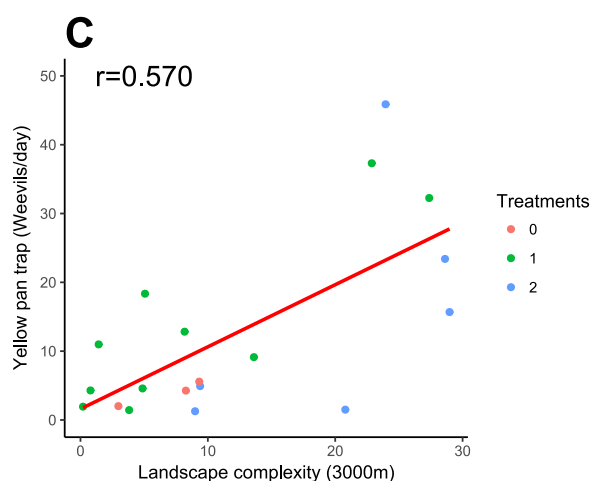 C
r=0.570
50
40
30
20
10
0
Yellow pan trap (Weevils/day)
0 10 20 30
Landscape complexity (3000m)
Treatments
0
1
2